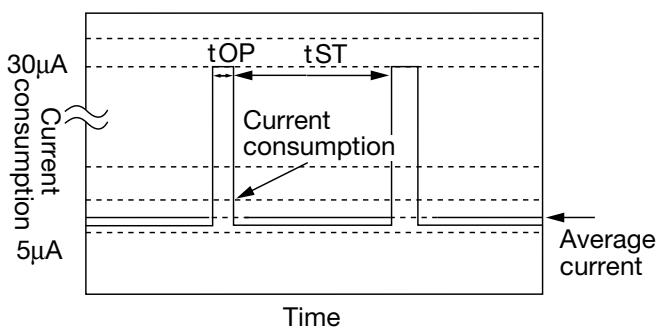 tOP
tST
30μA
Current
consumption
Current
consumption
5μA
Average
current
Time